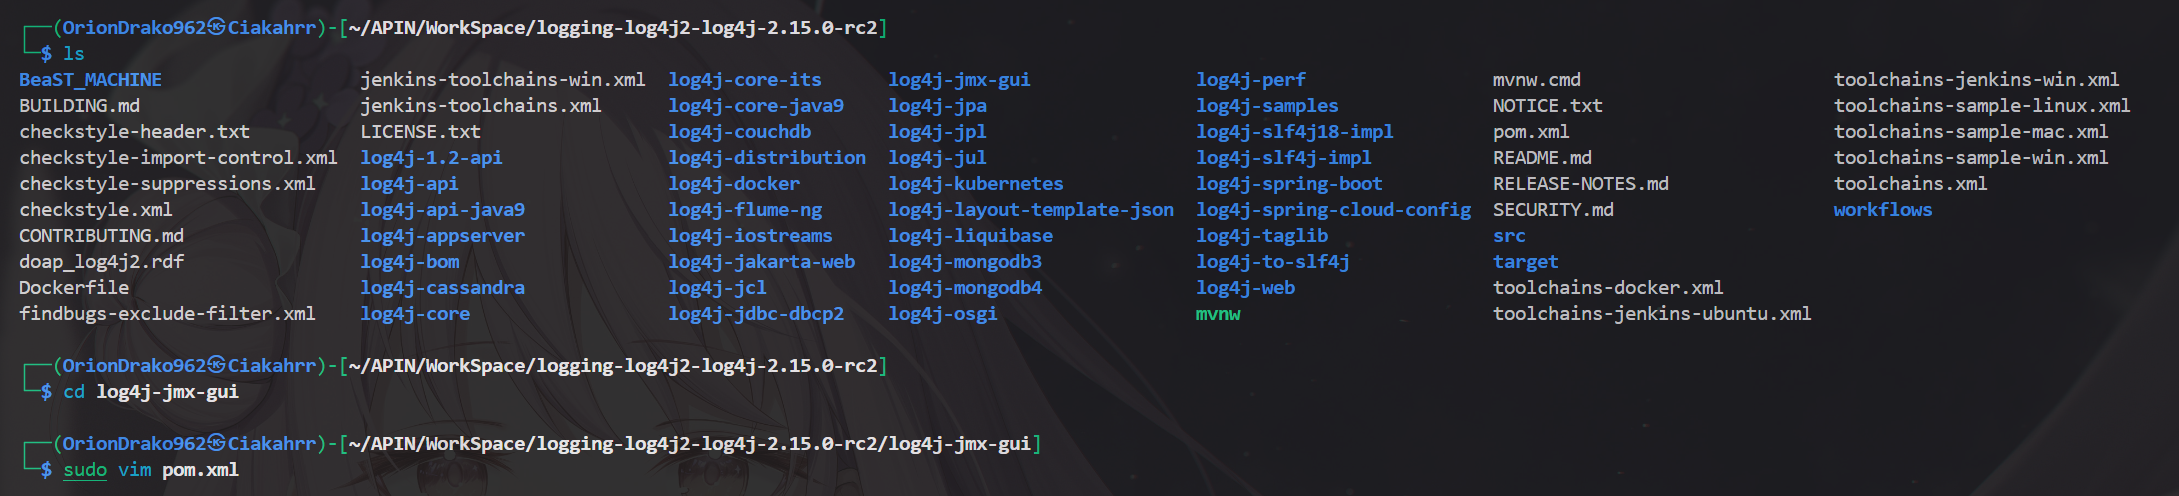 ┌──(OrionDrako962㉿Ciakahrr)-[~/APIN/WorkSpace/logging-log4j2-log4j-2.15.0-rc2]
└─$ ls
BeaST_MACHINE jenkins-toolchains-win.xml log4j-core-its log4j-jmx-gui log4j-perf mvnw.cmd toolchains-jenkins-win.xml
BUILDING.md jenkins-toolchains.xml log4j-core-java9 log4j-jpa log4j-samples NOTICE.txt toolchains-sample-linux.xml
checkstyle-header.txt LICENSE.txt log4j-couchdb log4j-jpl log4j-slf4j18-impl pom.xml toolchains-sample-mac.xml
checkstyle-import-control.xml log4j-1.2-api log4j-distribution log4j-jul log4j-slf4j-impl README.md toolchains-sample-win.xml
checkstyle-suppressions.xml log4j-api log4j-docker log4j-kubernetes log4j-spring-boot RELEASE-NOTES.md toolchains.xml
checkstyle.xml log4j-api-java9 log4j-flume-ng log4j-layout-template-json log4j-spring-cloud-config SECURITY.md workflows
CONTRIBUTING.md log4j-appserver log4j-iostreams log4j-liquibase log4j-taglib src
doap_log4j2.rdf log4j-bom log4j-jakarta-web log4j-mongodb3 log4j-to-slf4j target
Dockerfile log4j-cassandra log4j-jcl log4j-mongodb4 log4j-web toolchains-docker.xml
findbugs-exclude-filter.xml log4j-core log4j-jdbc-dbcp2 log4j-osgi mvnw toolchains-jenkins-ubuntu.xml
┌──(OrionDrako962㉿Ciakahrr)-[~/APIN/WorkSpace/logging-log4j2-log4j-2.15.0-rc2]
└─$ cd log4j-jmx-gui
┌──(OrionDrako962㉿Ciakahrr)-[~/APIN/WorkSpace/logging-log4j2-log4j-2.15.0-rc2/log4j-jmx-gui]
└─$ sudo vim pom.xml